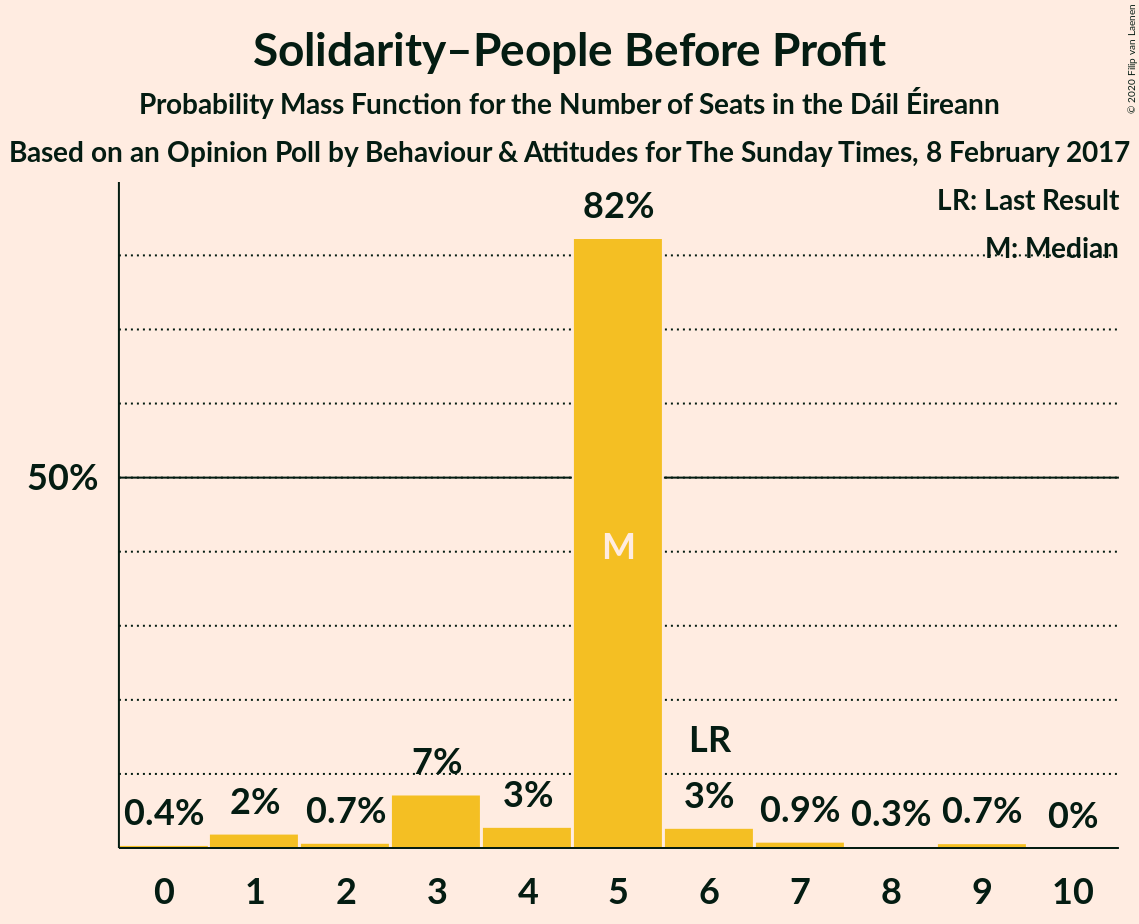 Solidarity–People Before Profit
Probability Mass Function for the Number of Seats in the Dáil Éireann
Based on an Opinion Poll by Behaviour & Attitudes for The Sunday Times, 8 February 2017
© 2020 Filip van Laenen
LR: Last Result
M: Median
82%
50%
M
LR
7%
3%
3%
2%
0.4%
0.7%
0.9%
0.3%
0.7%
0%
0 1 2 3 4 5 6 7 8 9 10